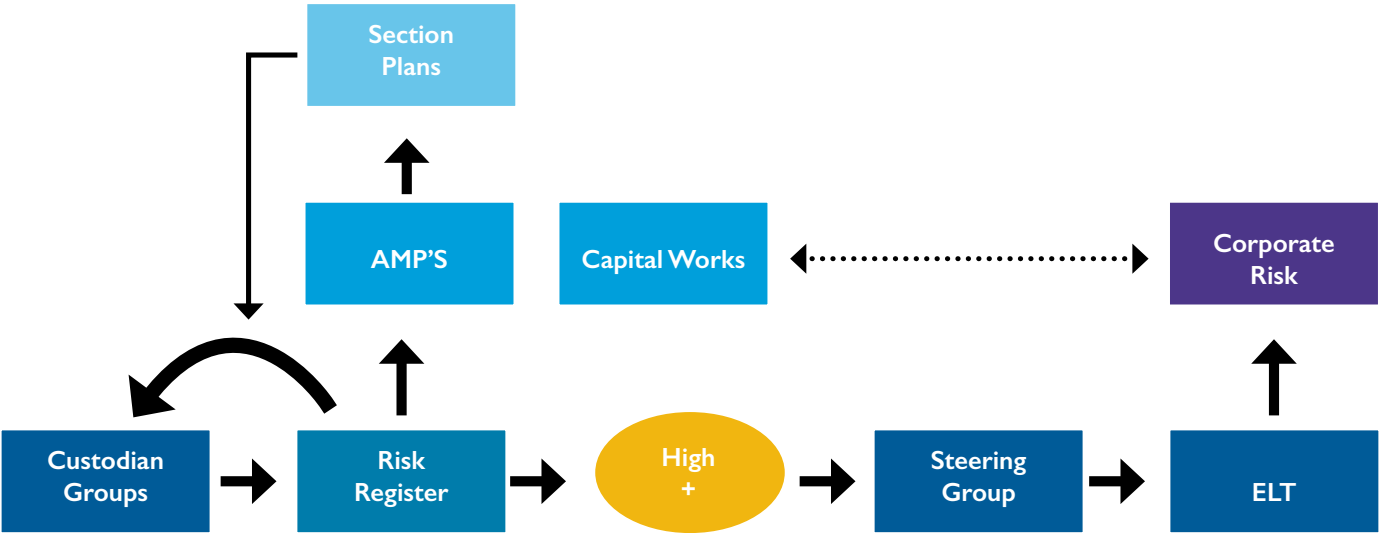 Section
Plans
AMP'S
Capital Works
Corporate
Risk
Custodian
Groups
Risk
Register
High
+
Steering
Group
ELT